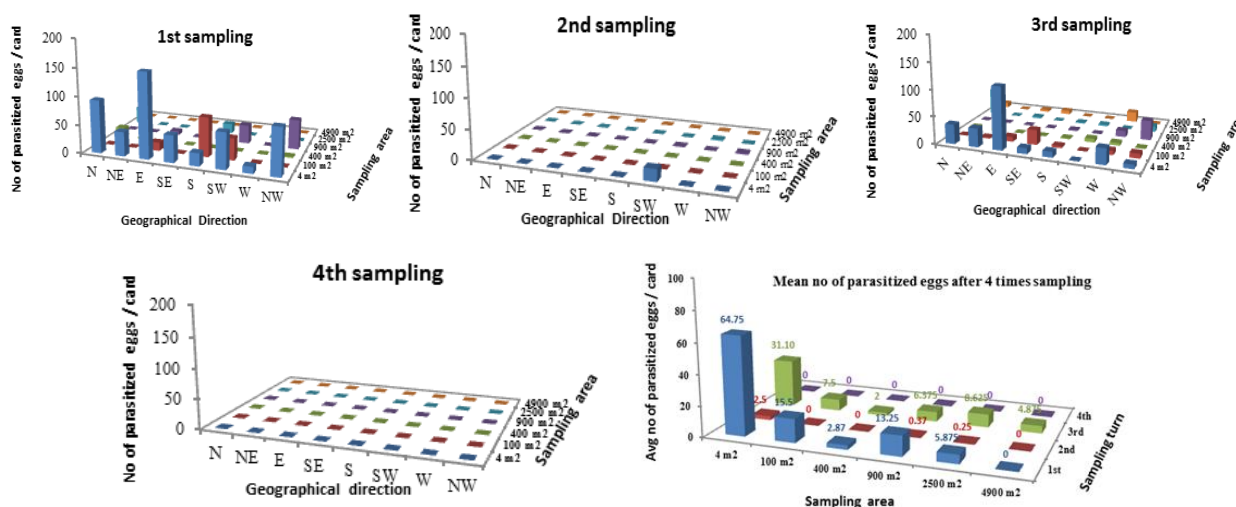 1st sampling
No of parasitized eggs / card
200
150
100
50
0
N NE E SE S SW W NW
4900 m2
2500 m2
900 m2
400 m2
100 m2
4 m2
Sampling area
Geographical Direction
2nd sampling
No of parasitized eggs / card
200
150
100
50
0
N NE E SE S SW W NW
4900 m2
2500 m2
900 m2
400 m2
100 m2
4 m2
Sampling area
Geographical Direction
3rd sampling
No of parasitized eggs / card
200
150
100
50
0
N NE E SE S SW W NW
4900 m2
2500 m2
900 m2
400 m2
100 m2
4 m2
Sampling area
Geographical direction
4th sampling
No of parasitized eggs / card
200
150
100
50
0
N NE E SE S SW W NW
4900 m2
2500 m2
900 m2
400 m2
100 m2
4 m2
Sampling area
Geographical direction
Mean no of parasitized eggs after 4 times sampling
Avg no of parasitized eggs / card
100
80
60
40
20
0
64.75 15.5 2.87 13.25 5.875 0
2.5 0 0 0.37 0.25 0
31.10 7.5 2 6.375 8.625
0 0 0 0 0 0
4 m2 100 m2 400 m2 900 m2 2500 m2 4900 m2
4th
3rd
2nd
1st
Sampling turn
Sampling area